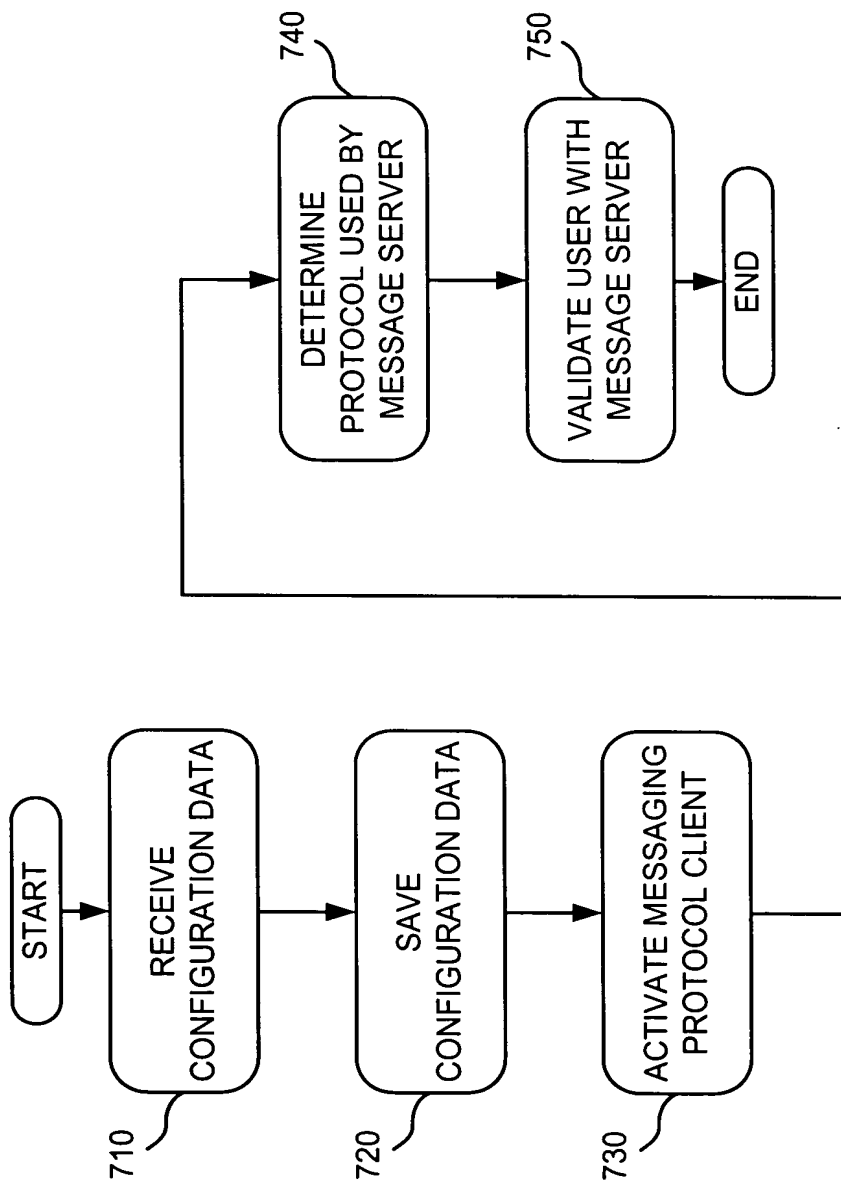 START
RECEIVE
CONFIGURATION DATA
710
SAVE
CONFIGURATION DATA
720
ACTIVATE MESSAGING
PROTOCOL CLIENT
730
DETERMINE
PROTOCOL USED BY
MESSAGE SERVER
740
VALIDATE USER WITH
MESSAGE SERVER
750
END